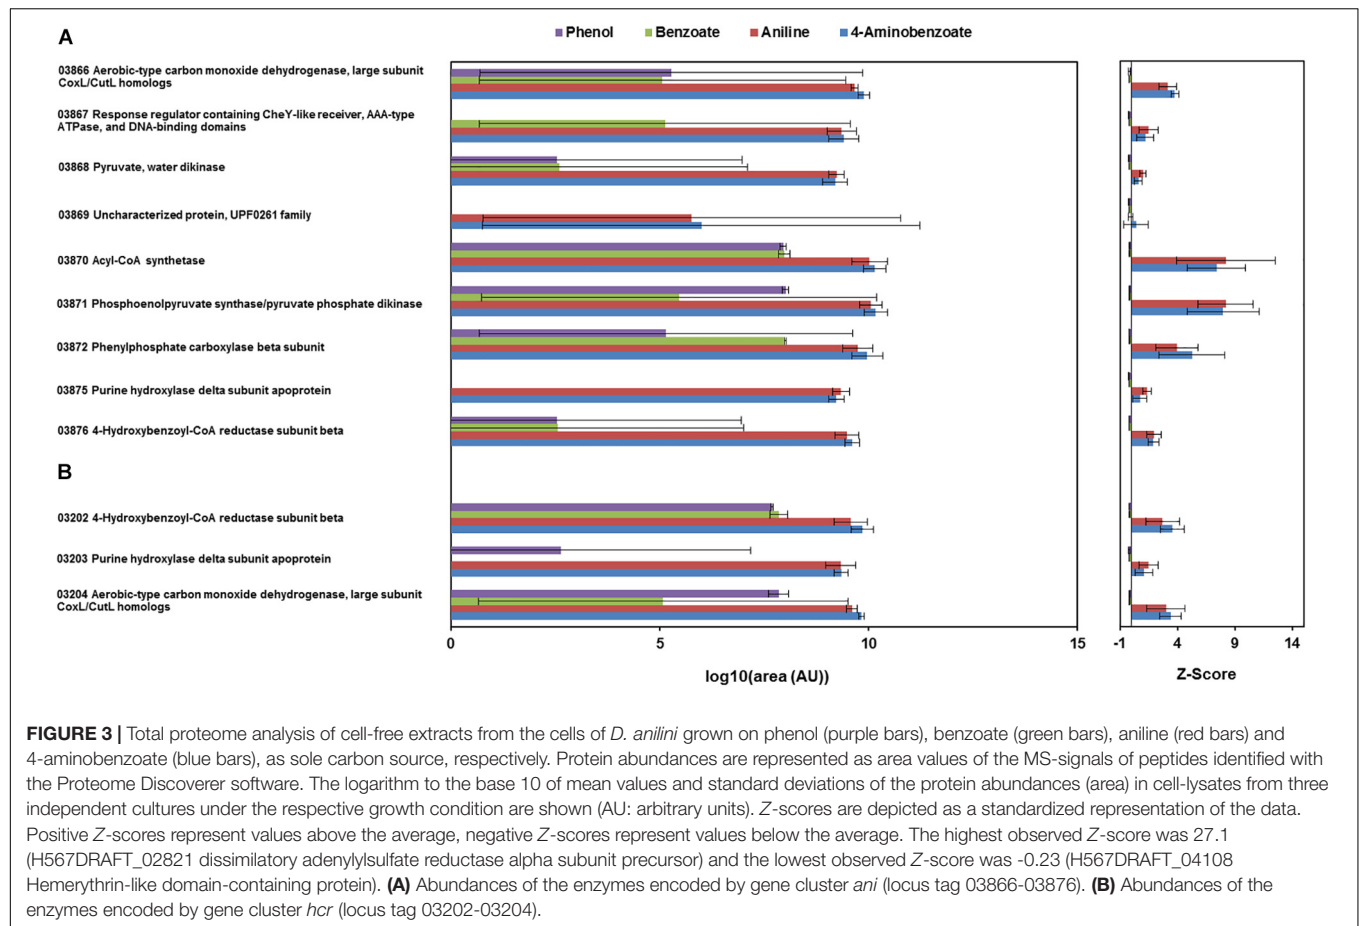 A
Phenol Benzoate Aniline 4-Aminobenzoate
03866 Aerobic-type carbon monoxide dehydrogenase, large subunit
CoxL/CutL homologs
03867 Response regulator containing CheY-like receiver, AAA-type
ATPase, and DNA-binding domains
03868 Pyruvate, water dikinase
03869 Uncharacterized protein, UPF0261 family
03870 Acyl-CoA synthetase
03871 Phosphoenolpyruvate synthase/pyruvate phosphate dikinase
03872 Phenylphosphate carboxylase beta subunit
03875 Purine hydroxylase delta subunit apoprotein
03876 4-Hydroxybenzoyl-CoA reductase subunit beta
B
03202 4-Hydroxybenzoyl-CoA reductase subunit beta
03203 Purine hydroxylase delta subunit apoprotein
03204 Aerobic-type carbon monoxide dehydrogenase, large subunit
CoxL/CutL homologs
0 5 10 15
-1 4 9 14
log10(area (AU))
Z-Score
FIGURE 3 | Total proteome analysis of cell-free extracts from the cells of D. anilini grown on phenol (purple bars), benzoate (green bars), aniline (red bars) and
4-aminobenzoate (blue bars), as sole carbon source, respectively. Protein abundances are represented as area values of the MS-signals of peptides identified with
the Proteome Discoverer software. The logarithm to the base 10 of mean values and standard deviations of the protein abundances (area) in cell-lysates from three
independent cultures under the respective growth condition are shown (AU: arbitrary units). Z-scores are depicted as a standardized representation of the data.
Positive Z-scores represent values above the average, negative Z-scores represent values below the average. The highest observed Z-score was 27.1
(H567DRAFT_02821 dissimilatory adenylylsulfate reductase alpha subunit precursor) and the lowest observed Z-score was -0.23 (H567DRAFT_04108
Hemerythrin-like domain-containing protein). (A) Abundances of the enzymes encoded by gene cluster ani (locus tag 03866-03876). (B) Abundances of the
enzymes encoded by gene cluster hcr (locus tag 03202-03204).